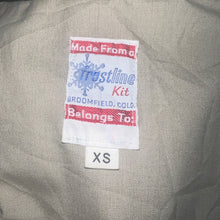 Made From a
Frostline
Kit
BROOMFIELD, COLO.
Belongs To:
XS